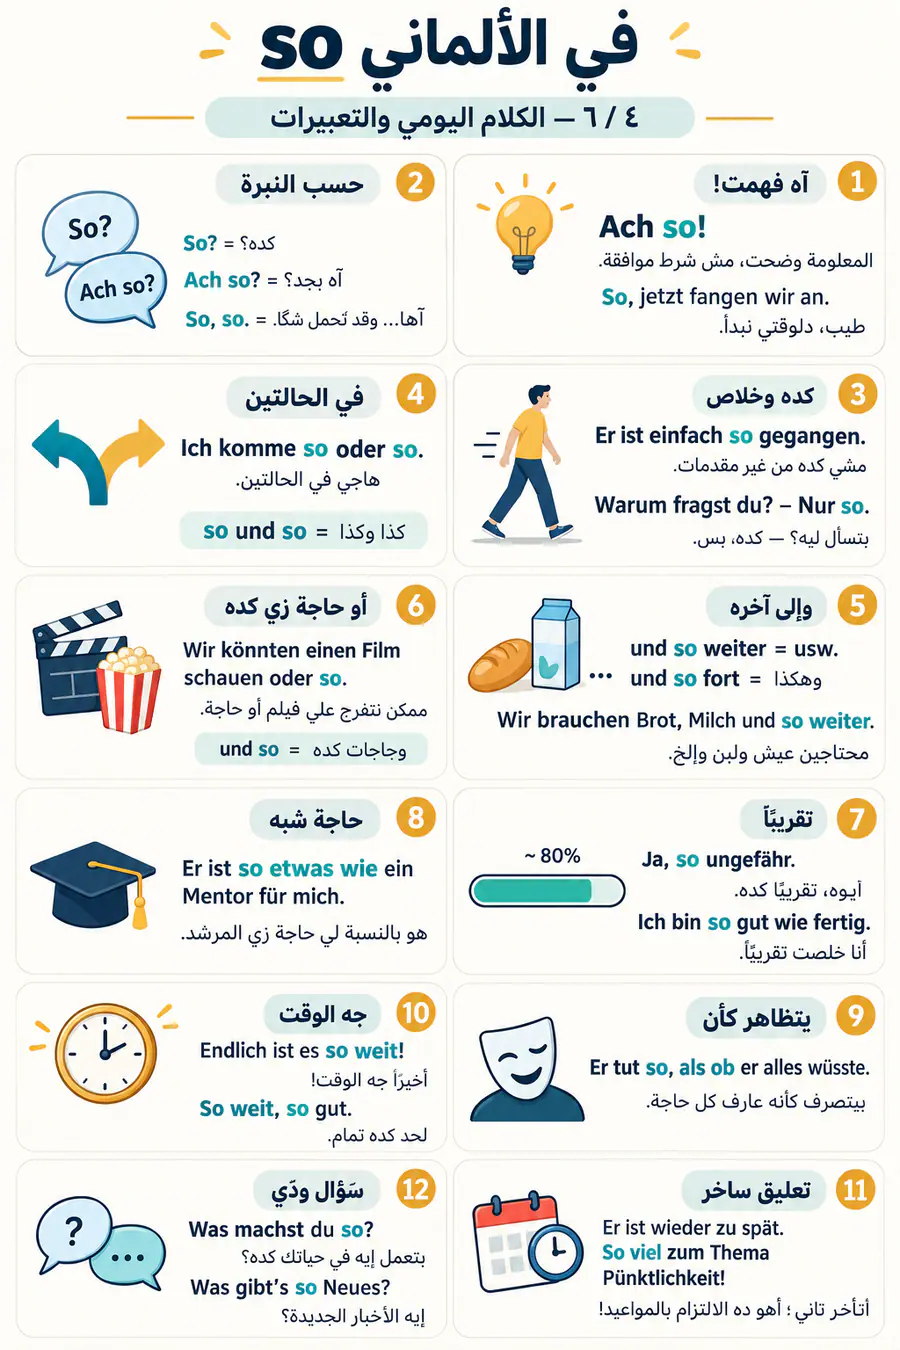 so في الألماني
٤ / ٦ — الكلام اليومي والتعبيرات
1
آه فهمت!
Ach so!
المعلومة وضحت، مش شرط موافقة.
So, jetzt fangen wir an.
طيب، دلوقتي نبدأ.
2
حسب النبرة
So?
Ach so?
So? = كده؟
Ach so? = آه بجد؟
So, so. = آها... وقد تُحمل شكًا.
3
كده وخلاص
Er ist einfach so gegangen.
مشي كده من غير مقدمات.
Warum fragst du? – Nur so.
بتسأل ليه؟ — كده، بس.
4
في الحالتين
Ich komme so oder so.
هاجي في الحالتين.
so und so = كذا وكذا
5
وإلى آخره
und so weiter = usw.
und so fort = وهكذا
Wir brauchen Brot, Milch und so weiter.
محتاجين عيش ولبن وإلخ.
6
أو حاجة زي كده
Wir könnten einen Film
schauen oder so.
ممكن نتفرج علي فيلم أو حاجة.
und so = وحاجات كده
7
تقريبًا
~ 80%
Ja, so ungefähr.
أيوه، تقريبًا كده.
Ich bin so gut wie fertig.
أنا خلصت تقريبًا.
8
حاجة شبه
Er ist so etwas wie ein
Mentor für mich.
هو بالنسبة لي حاجة زي المرشد.
9
يتظاهر كأن
Er tut so, als ob er alles wüsste.
بيتصرف كأنه عارف كل حاجة.
10
جه الوقت
Endlich ist es so weit!
أخيرًا جه الوقت!
So weit, so gut.
لحد كده تمام.
11
تعليق ساخر
Er ist wieder zu spät.
So viel zum Thema
Pünktlichkeit!
أتأخر تاني؛ أهو ده الالتزام بالمواعيد!
12
سَؤال ودّي
?
...
Was machst du so?
بتعمل إيه في حياتك كده؟
Was gibt's so Neues?
إيه الأخبار الجديدة؟